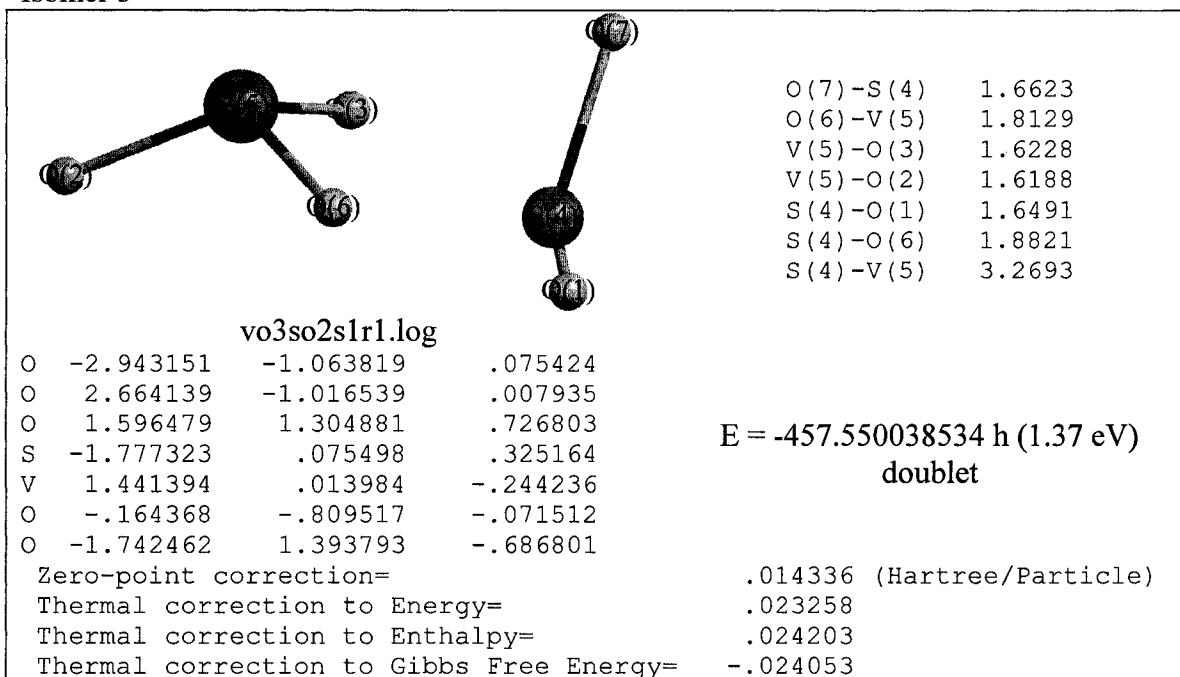 O(7)-S(4) 1.6623
O(6)-V(5) 1.8129
V(5)-O(3) 1.6228
V(5)-O(2) 1.6188
S(4)-O(1) 1.6491
S(4)-O(6) 1.8821
S(4)-V(5) 3.2693
vo3so2s1r1.log
O -2.943151 -1.063819 .075424
O 2.664139 -1.016539 .007935
O 1.596479 1.304881 .726803
S -1.777323 .075498 .325164
V 1.441394 .013984 -.244236
O -.164368 -.809517 -.071512
O -1.742462 1.393793 -.686801
E = -457.550038534 h (1.37 eV)
doublet
Zero-point correction= .014336 (Hartree/Particle)
Thermal correction to Energy= .023258
Thermal correction to Enthalpy= .024203
Thermal correction to Gibbs Free Energy= -.024053